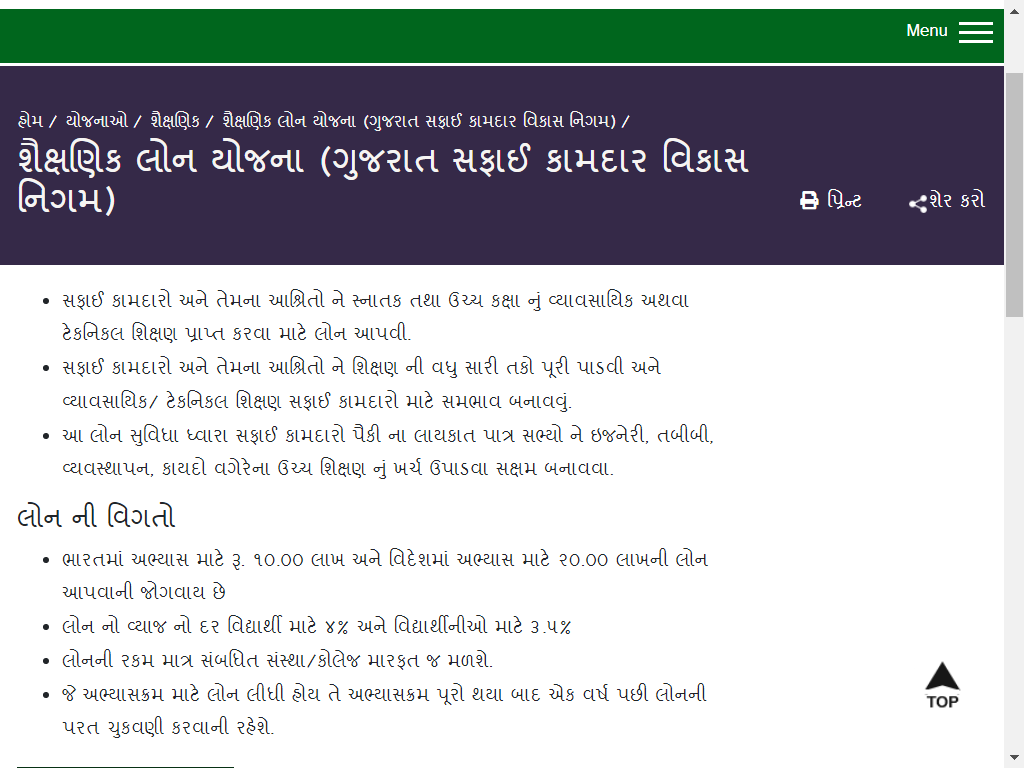 Menu
હોમ / યોજનાઓ / શૈક્ષણિક / શૈક્ષણિક લોન યોજના (ગુજરાત સફાઈ કામદાર વિકાસ નિગમ) /
શૈક્ષણિક લોન યોજના (ગુજરાત સફાઈ કામદાર વિકાસ
નિગમ)
પ્રિન્ટ શેર કરો
સફાઈ કામદારો અને તેમના આશ્રિતો ને સ્નાતક તથા ઉચ્ચ કક્ષા નું વ્યાવસાયિક અથવા
ટેકનિકલ શિક્ષણ પ્રાપ્ત કરવા માટે લોન આપવી.
સફાઈ કામદારો અને તેમના આશ્રિતો ને શિક્ષણ ની વધુ સારી તકો પૂરી પાડવી અને
વ્યાવસાયિક/ ટેકનિકલ શિક્ષણ સફાઈ કામદારો માટે સમભાવ બનાવવું.
આ લોન સુવિધા ધ્વારા સફાઈ કામદારો પૈકી ના લાયકાત પાત્ર સભ્યો ને ઇજનેરી, તબીબી,
વ્યવસ્થાપન, કાયદો વગેરેના ઉચ્ચ શિક્ષણ નું ખર્ચ ઉપાડવા સક્ષમ બનાવવા.
લોન ની વિગતો
ભારતમાં અભ્યાસ માટે રૂ. ૧૦.૦૦ લાખ અને વિદેશમાં અભ્યાસ માટે ૨૦.૦૦ લાખની લોન
આપવાની જોગવાય છે
લોન નો વ્યાજ નો દર વિદ્યાર્થી માટે ૪% અને વિદ્યાર્થીનીઓ માટે ૩.૫%
લોનની રકમ માત્ર સંબધિત સંસ્થા/કોલેજ મારફત જ મળશે.
જે અભ્યાસક્રમ માટે લોન લીધી હોય તે અભ્યાસક્રમ પૂરો થયા બાદ એક વર્ષ પછી લોનની
પરત ચુકવણી કરવાની રહેશે.
TOP